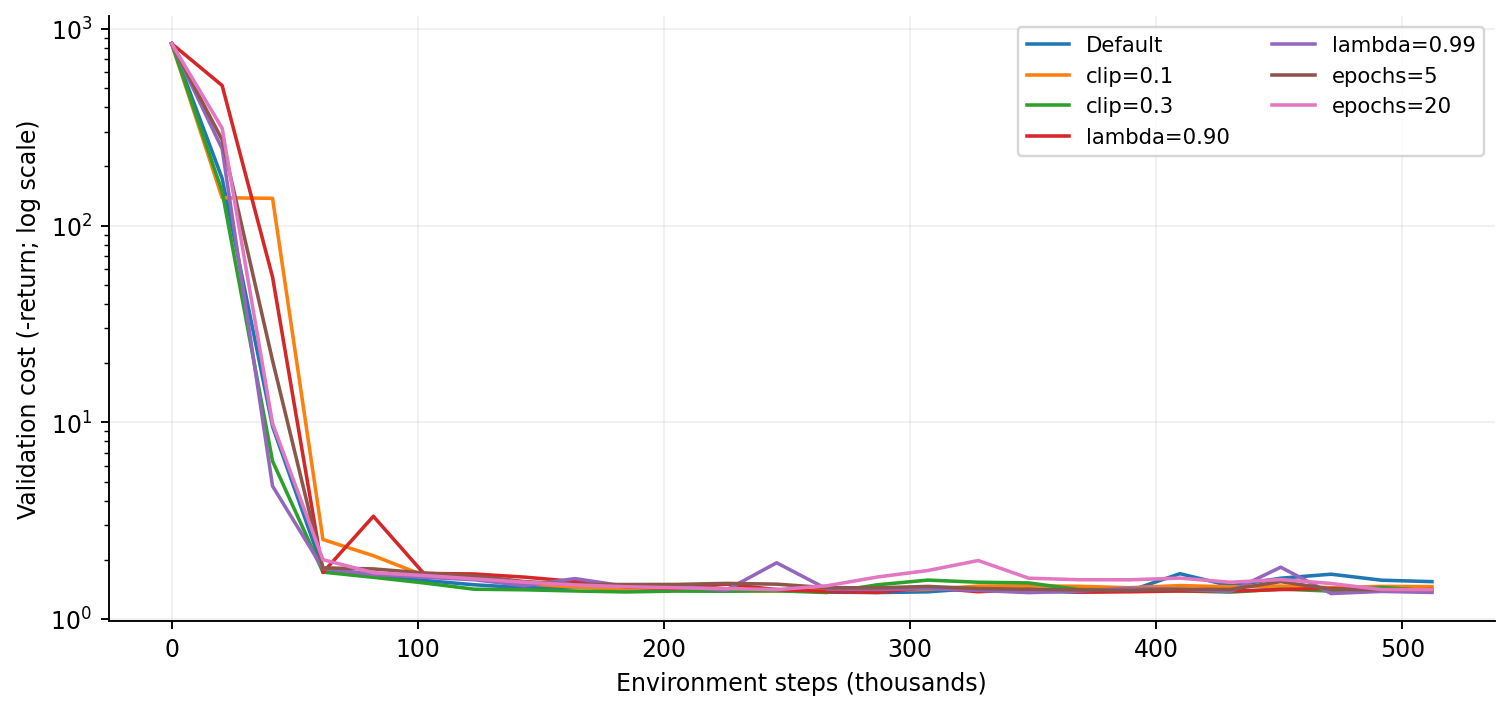 10³
10²
10¹
10⁰
Validation cost (-return; log scale)
Default
clip=0.1
clip=0.3
lambda=0.90
lambda=0.99
epochs=5
epochs=20
0 100 200 300 400 500
Environment steps (thousands)